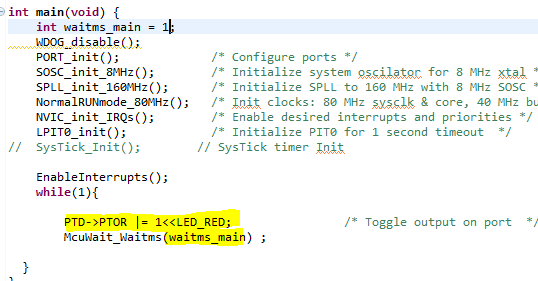 int main(void) {
int waitms_main = 1;
WDOG_disable();
PORT_init(); /* Configure ports */
SOSC_init_8MHz(); /* Initialize system oscilator for 8 MHz xtal *
SPLL_init_160MHz(); /* Initialize SPLL to 160 MHz with 8 MHz SOSC *
NormalRUNmode_80MHz(); /* Init clocks: 80 MHz sysclk & core, 40 MHz bu
NVIC_init_IRQs(); /* Enable desired interrupts and priorities */
LPIT0_init(); /* Initialize PIT0 for 1 second timeout */
// SysTick_Init(); // SysTick timer Init
EnableInterrupts();
while(1){
PTD->PTOR |= 1<<LED_RED; /* Toggle output on port */
McuWait_Waitms(waitms_main) ;
}